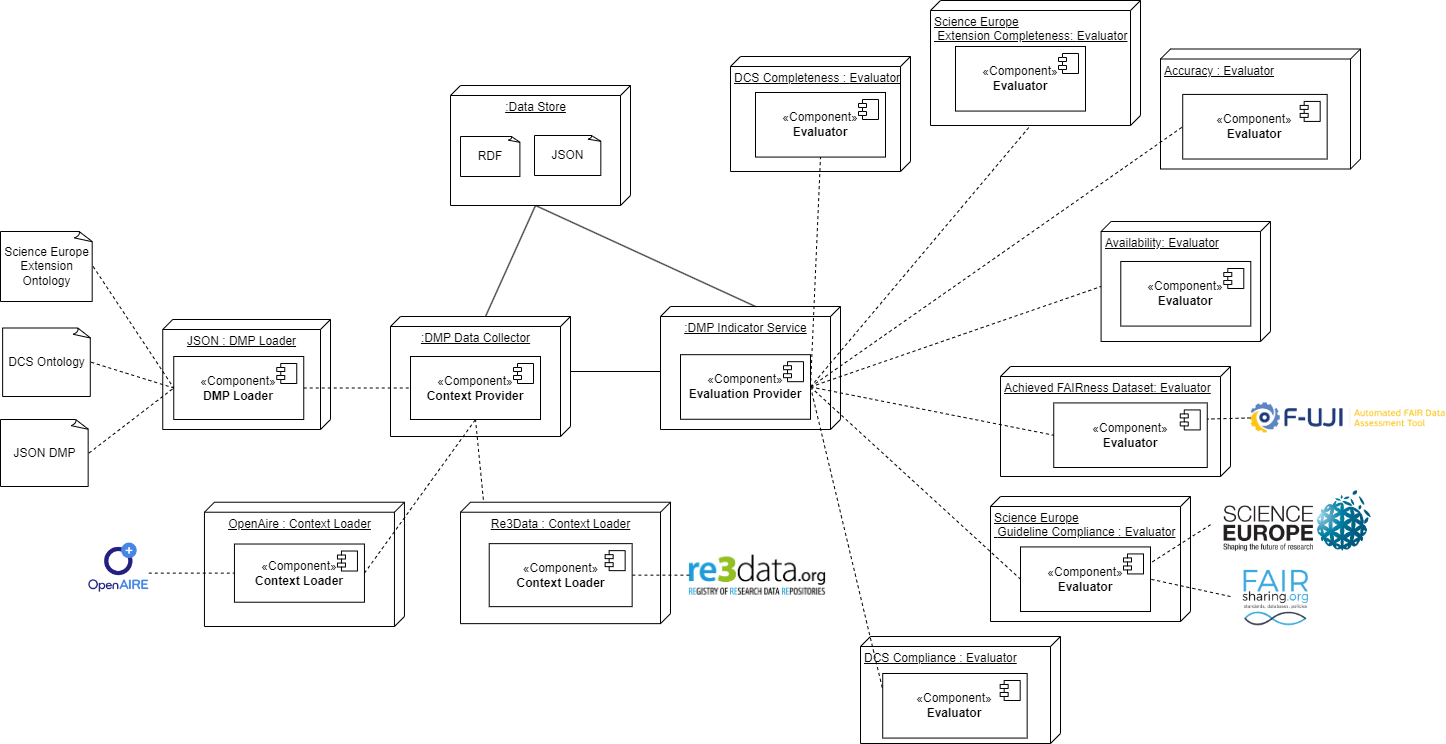 Science Europe
Extension Completeness: Evaluator
«Component»
Evaluator
DCS Completeness : Evaluator
«Component»
Evaluator
Accuracy : Evaluator
«Component»
Evaluator
:Data Store
RDF
JSON
Science Europe
Extension
Ontology
DCS Ontology
JSON DMP
JSON : DMP Loader
«Component»
DMP Loader
:DMP Data Collector
«Component»
Context Provider
:DMP Indicator Service
«Component»
Evaluation Provider
Availability: Evaluator
«Component»
Evaluator
Achieved FAIRness Dataset: Evaluator
«Component»
Evaluator
F-UJI
Automated FAIR Data
Assessment Tool
OpenAire : Context Loader
«Component»
Context Loader
OpenAIRE
Re3Data : Context Loader
«Component»
Context Loader
re3data.org
REGISTRY OF RESEARCH DATA REPOSITORIES
Science Europe
Guideline Compliance : Evaluator
«Component»
Evaluator
SCIENCE
EUROPE
Shaping the future of research
FAIR
sharing.org
standards, databases, policies
DCS Compliance : Evaluator
«Component»
Evaluator